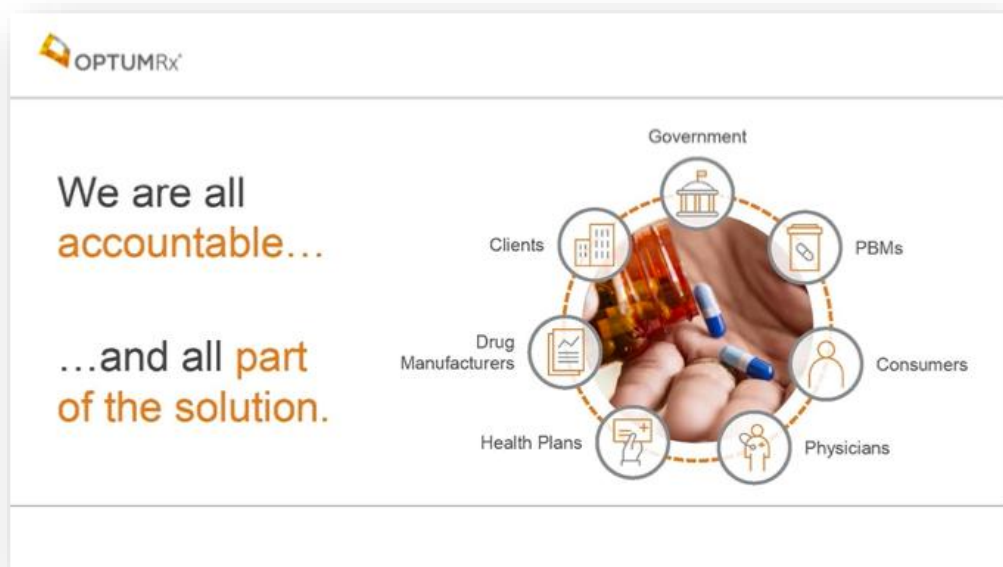 OPTUMRx®
We are all
accountable…
…and all part
of the solution.
Government
Clients
PBMs
Drug
Manufacturers
Consumers
Health Plans
Physicians